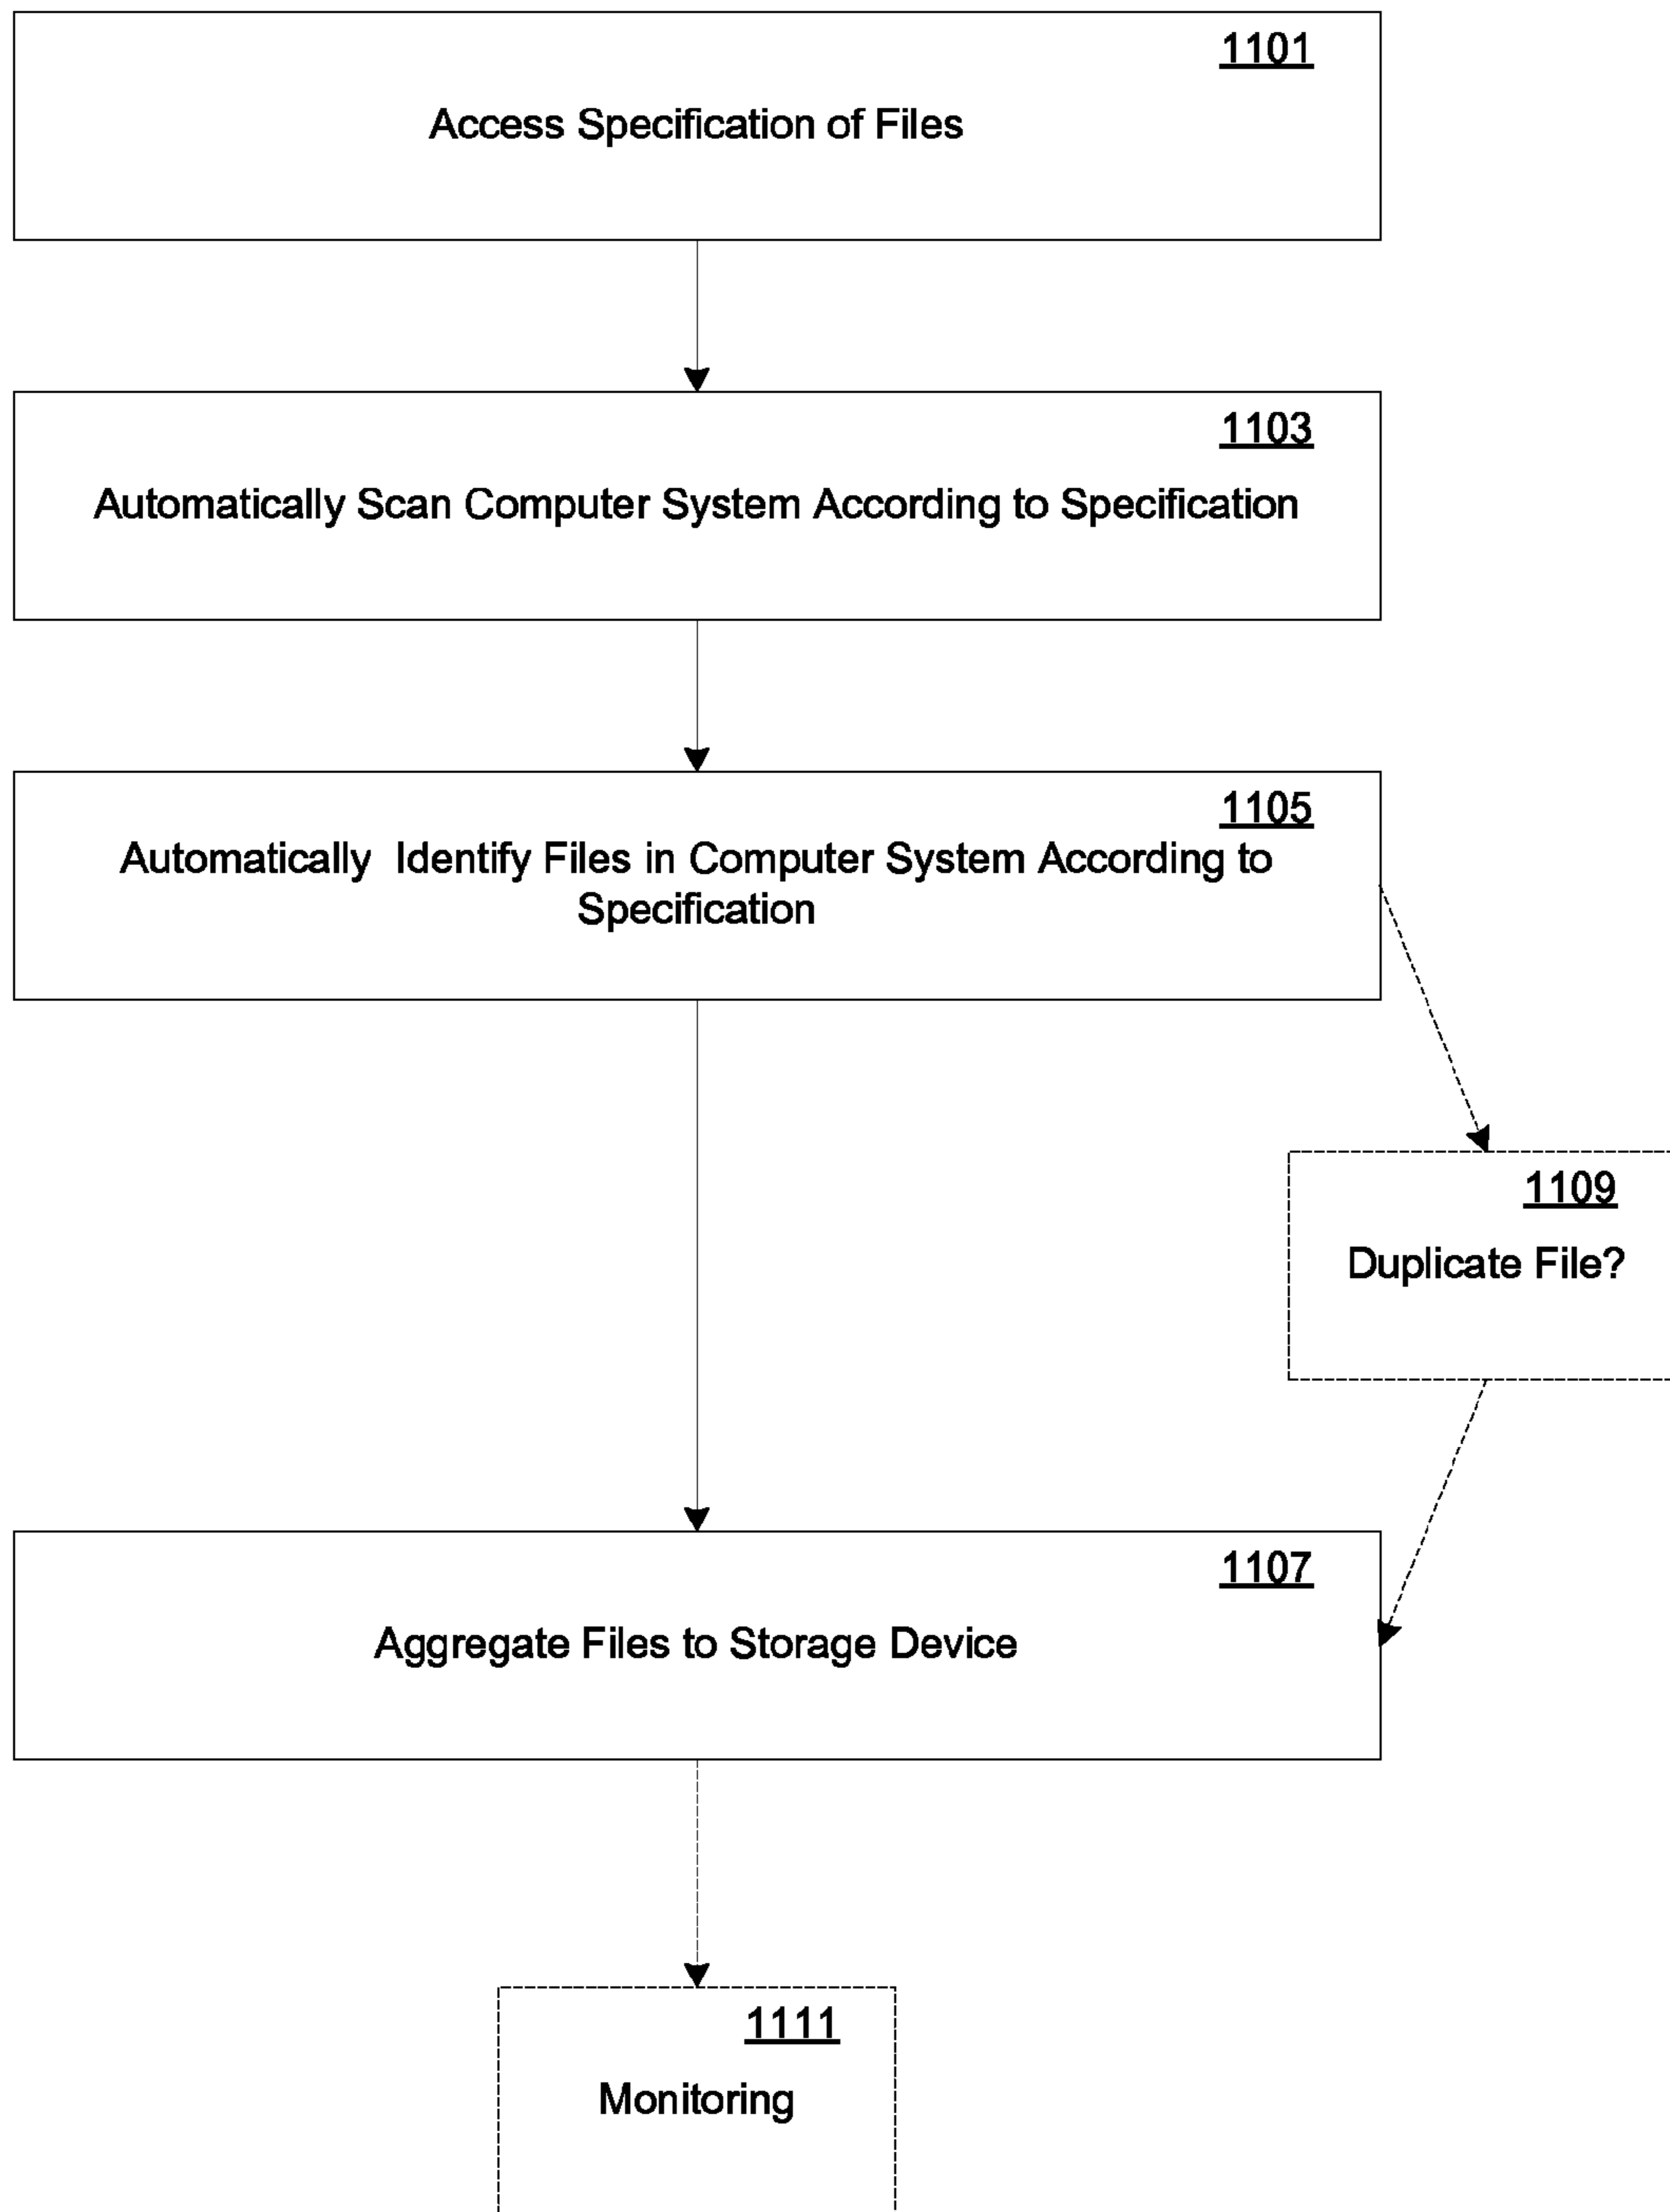 1101
Access Specification of Files
1103
Automatically Scan Computer System According to Specification
1105
Automatically  Identify Files in Computer System According to
Specification
1109
Duplicate File?
1107
Aggregate Files to Storage Device
1111
Monitoring